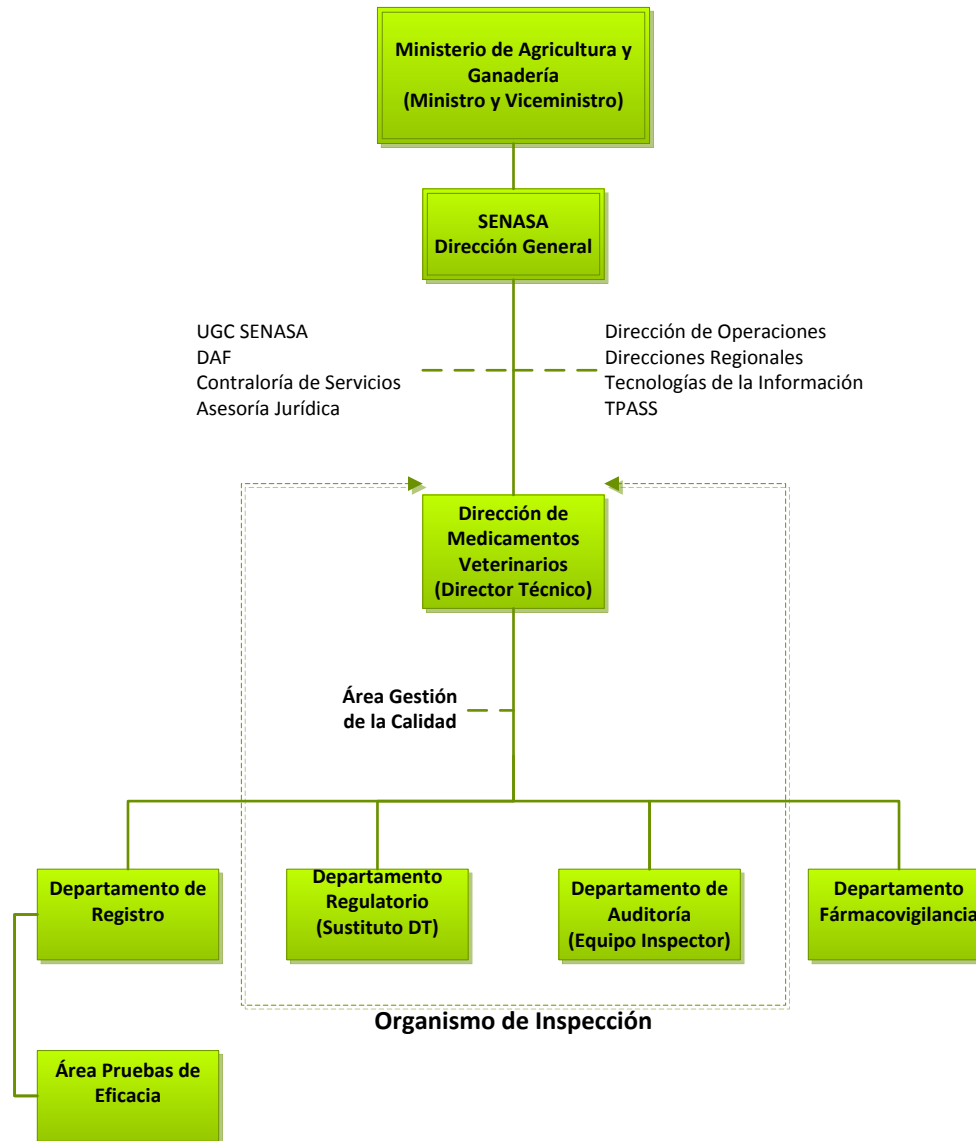 Ministerio de Agricultura y
Ganadería
(Ministro y Viceministro)
SENASA
Dirección General
UGC SENASA
DAF
Contraloría de Servicios
Asesoría Jurídica
Dirección de Operaciones
Direcciones Regionales
Tecnologías de la Información
TPASS
Dirección de
Medicamentos
Veterinarios
(Director Técnico)
Área Gestión
de la Calidad
Departamento de
Registro
Departamento
Regulatorio
(Sustituto DT)
Departamento de
Auditoría
(Equipo Inspector)
Departamento
Fármacovigilancia
Organismo de Inspección
Área Pruebas de
Eficacia